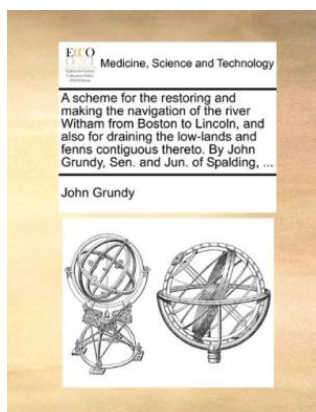 ECCO
Medicine, Science and Technology
A scheme for the restoring and
making the navigation of the river
Witham from Boston to Lincoln, and
also for draining the low-lands and
fenns contiguous thereto. By John
Grundy, Sen. and Jun. of Spalding, ...
John Grundy